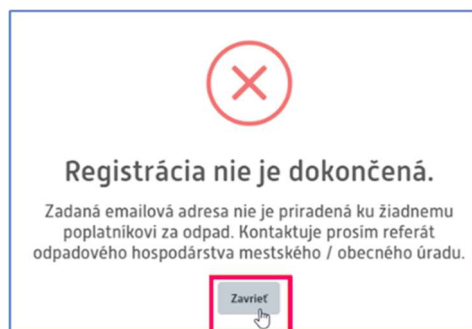 Registrácia nie je dokončená.
Zadaná emailová adresa nie je priradená ku žiadnemu
poplatníkovi za odpad. Kontaktuje prosím referát
odpadového hospodárstva mestského / obecného úradu.
Zavrieť